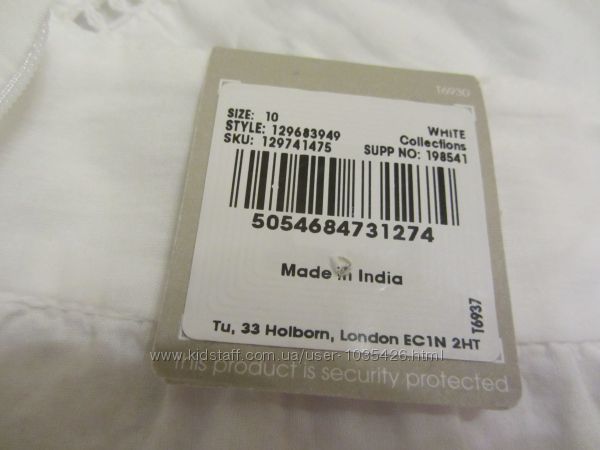 T6930
SIZE: 10 WHITE
STYLE: 129683949 Collections
SKU: 129741475 SUPP NO: 198541
5054684731274
Made in India
T6937
Tu, 33 Holborn, London EC1N 2HT
www.kidstaff.com.ua/user-1035426.html
this product is security protected